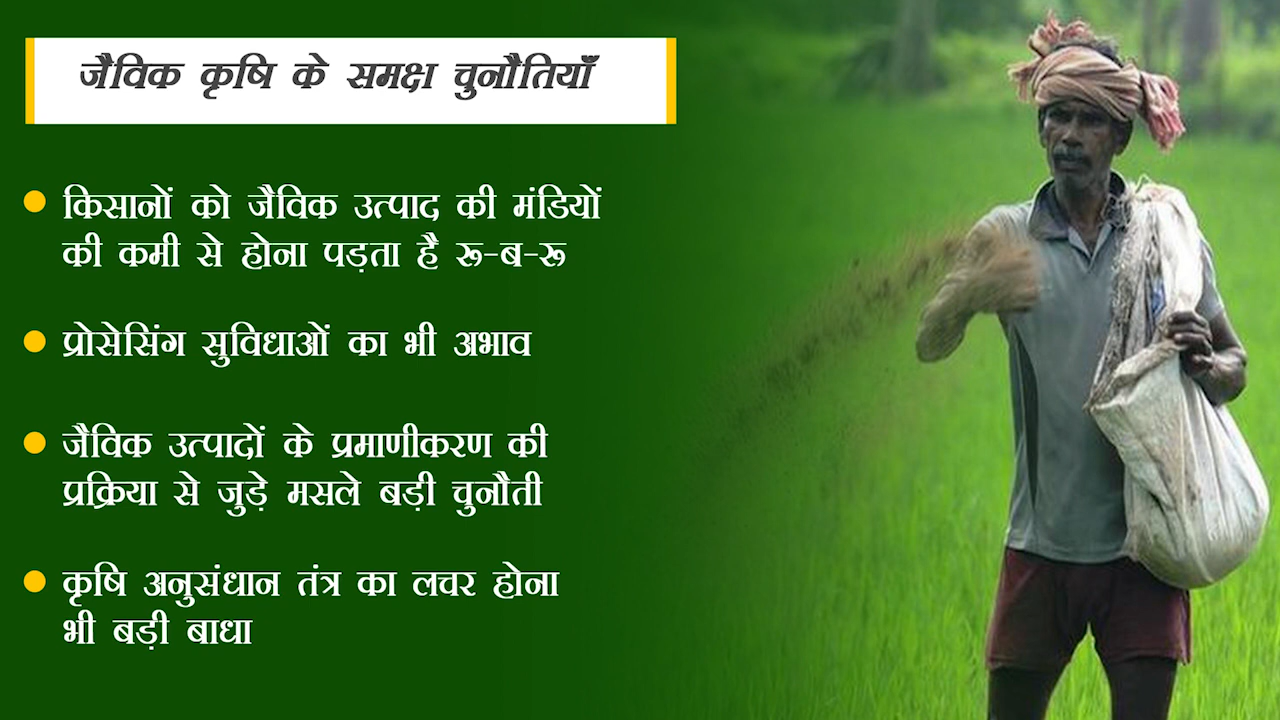 जैविक कृषि के समक्ष चुनौतियाँ
किसानों को जैविक उत्पाद की मंडियों
की कमी से होना पड़ता है रू-ब-रू
प्रोसेसिंग सुविधाओं का भी अभाव
जैविक उत्पादों के प्रमाणीकरण की
प्रक्रिया से जुड़े मसले बड़ी चुनौती
कृषि अनुसंधान तंत्र का लचर होना
भी बड़ी बाधा